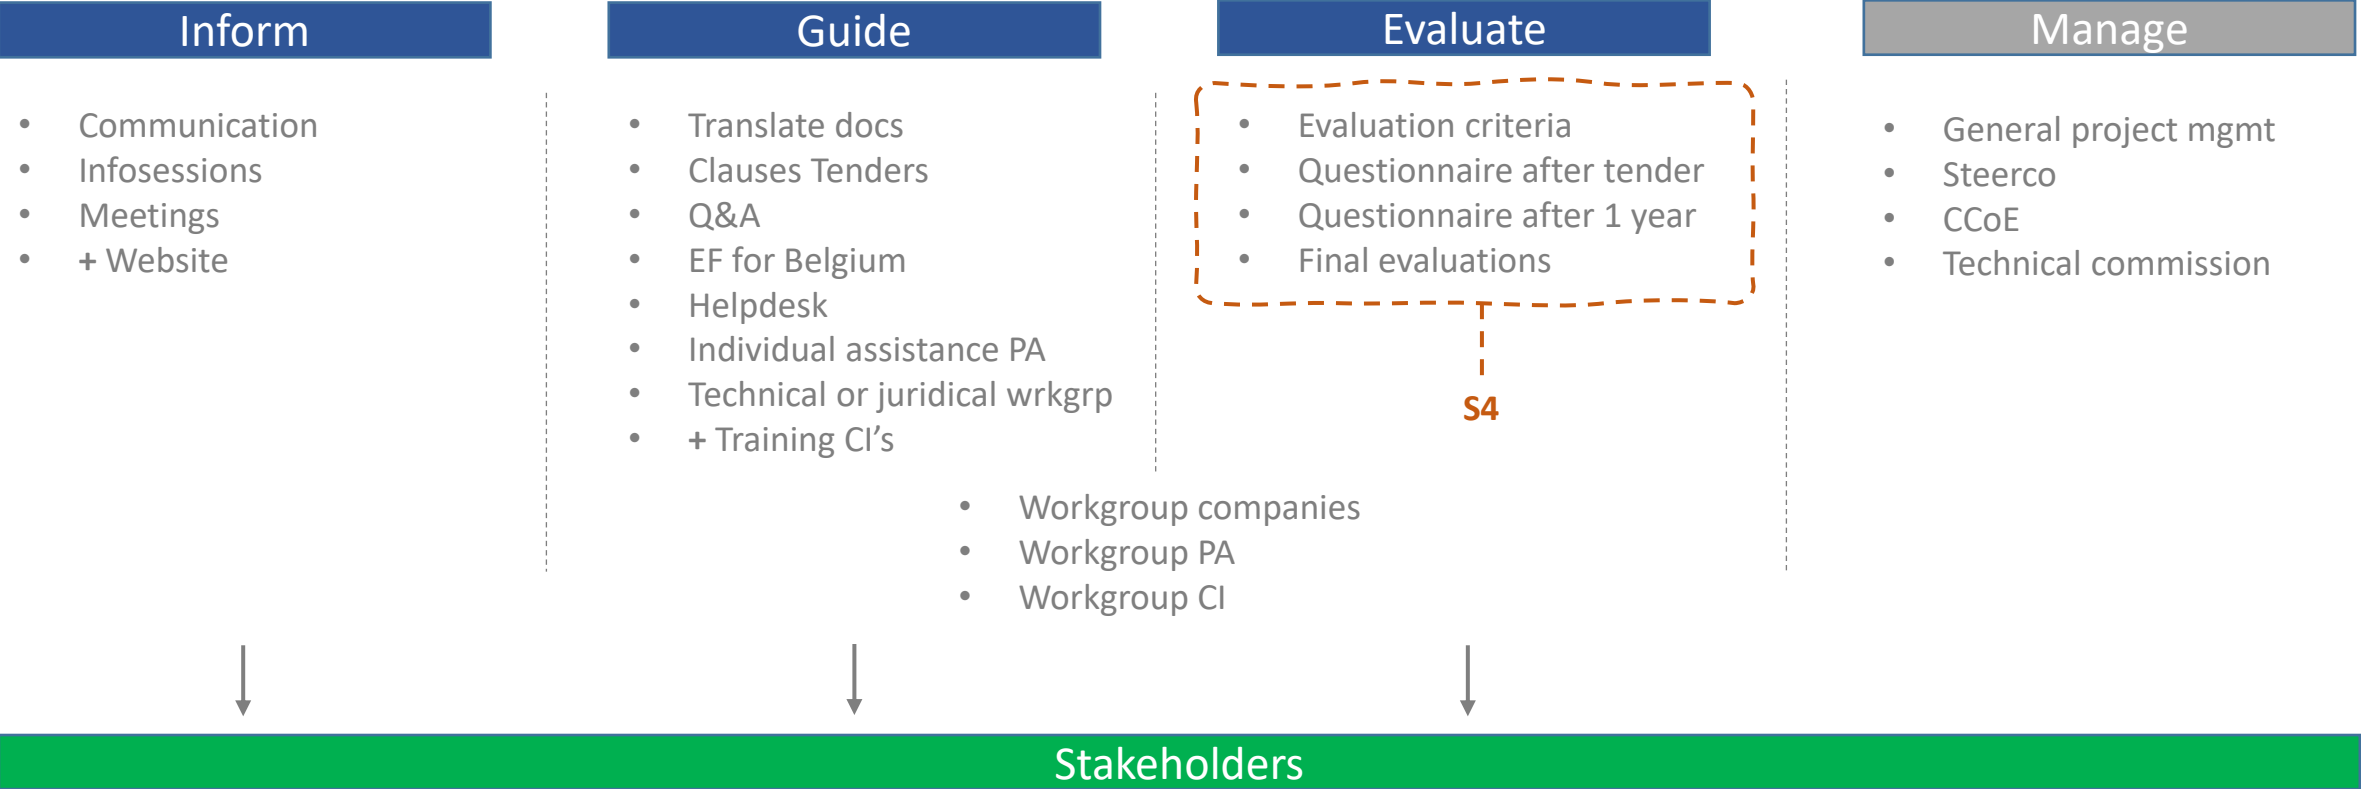 Inform
• Communication
• Infosessions
• Meetings
• + Website
Guide
• Translate docs
• Clauses Tenders
• Q&A
• EF for Belgium
• Helpdesk
• Individual assistance PA
• Technical or juridical wrkgrp
• + Training CI’s
Evaluate
• Evaluation criteria
• Questionnaire after tender
• Questionnaire after 1 year
• Final evaluations
S4
• Workgroup companies
• Workgroup PA
• Workgroup CI
Manage
• General project mgmt
• Steerco
• CCoE
• Technical commission
Stakeholders